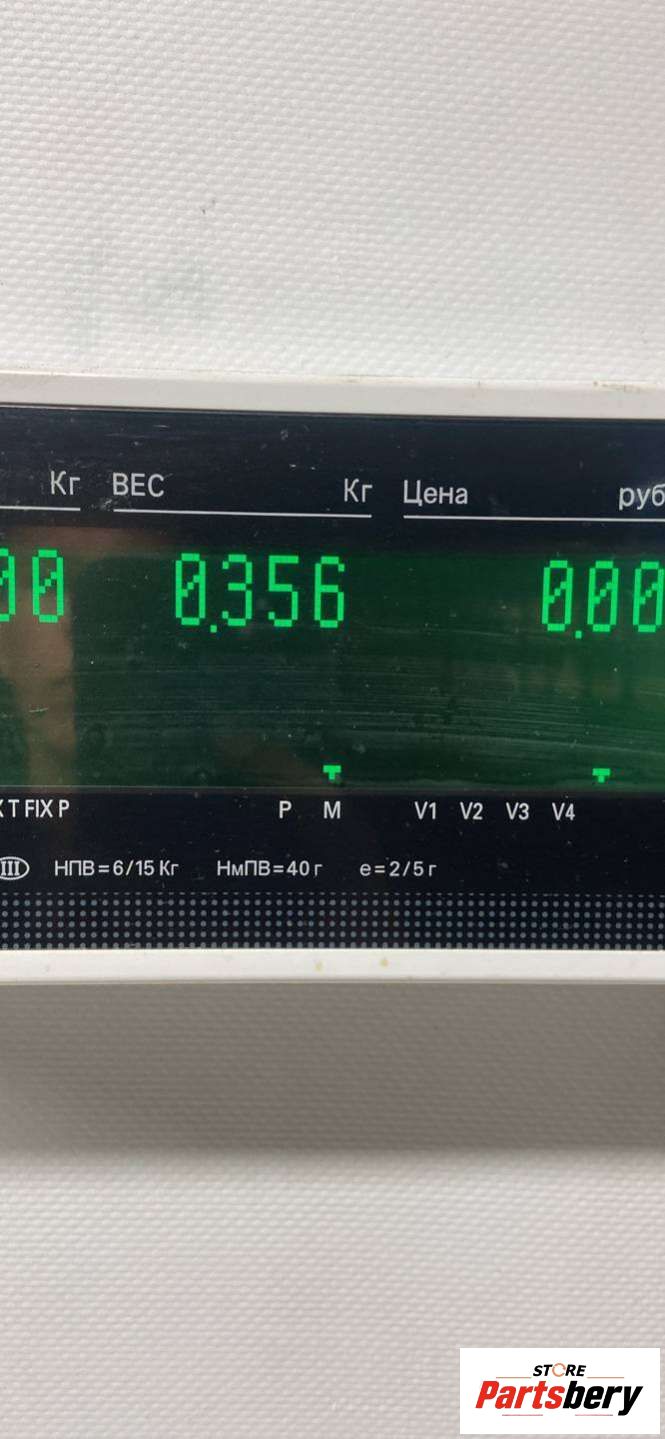 Кг ВЕС Кг Цена руб
00 0.356 0.00
T FIX P P M V1 V2 V3 V4
III НПВ=6/15 Кг НмПВ=40 г e=2/5 г
STORE
Partsbery